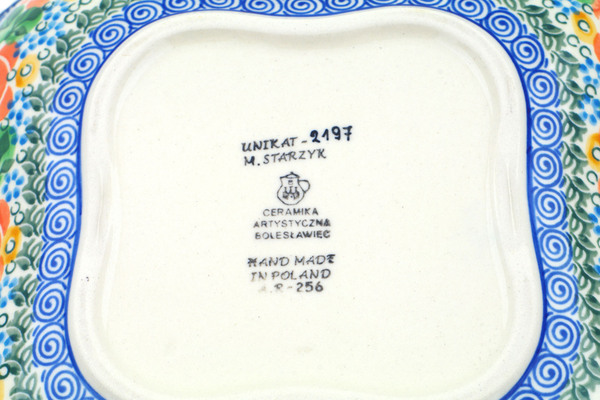 UNIKAT-2197
M. STARZYK
CERAMIKA
ARTYSTYCZNA
BOLESŁAWIEC
HAND MADE
IN POLAND
A.R-256